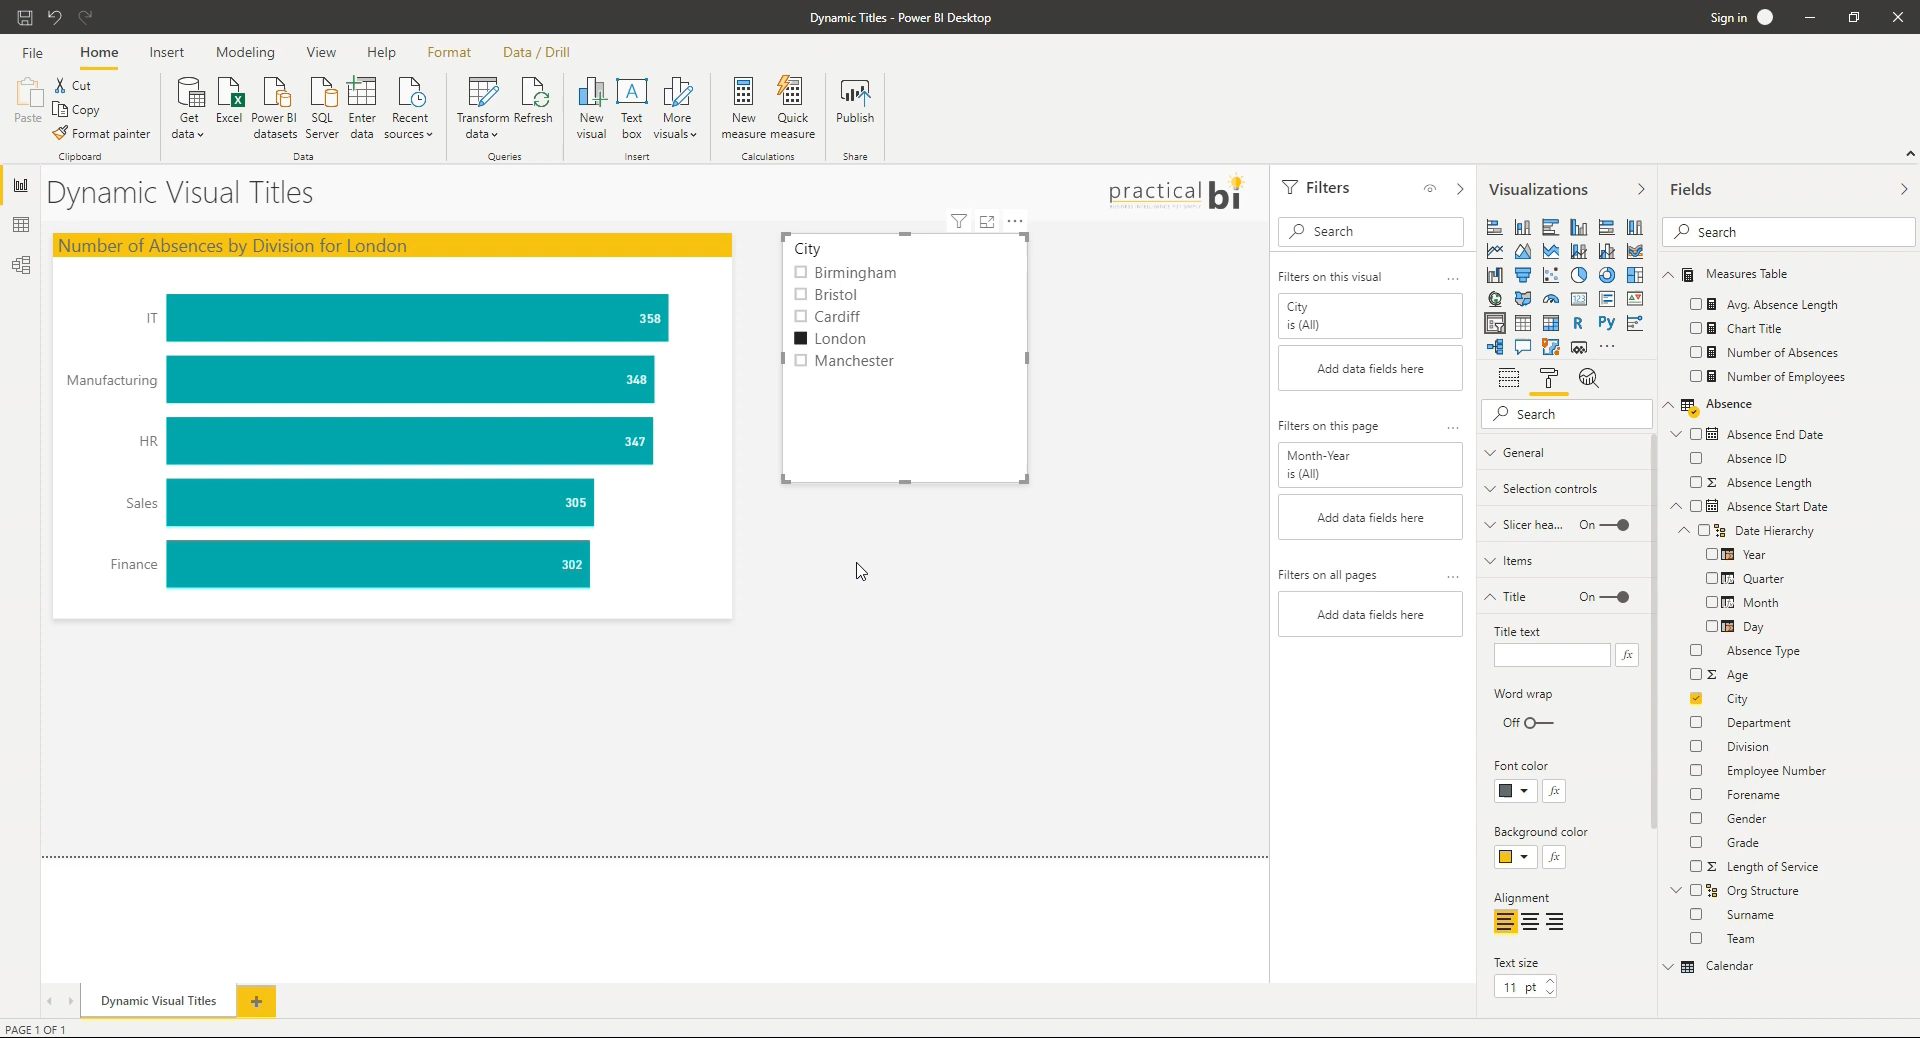 Dynamic Titles - Power BI Desktop
Sign in
File Home Insert Modeling View Help Format Data / Drill
Paste
Cut
Copy
Format painter
Clipboard
Get data
Excel
Power BI datasets
SQL Server
Enter data
Recent sources
Data
Transform data
Refresh
Queries
New visual
Text box
More visuals
Insert
New measure
Quick measure
Calculations
Publish
Share
Dynamic Visual Titles
practical bi
Number of Absences by Division for London
IT 358
Manufacturing 348
HR 347
Sales 305
Finance 302
City
Birmingham
Bristol
Cardiff
London
Manchester
Filters
Search
Filters on this visual ...
City
is (All)
Add data fields here
Filters on this page ...
Month-Year
is (All)
Add data fields here
Filters on all pages ...
Add data fields here
Visualizations
123
R
Py
...
Search
General
Selection controls
Slicer hea... On
Items
Title On
Title text
fx
Word wrap
Off
Font color
fx
Background color
fx
Alignment
Text size
11 pt
Fields
Search
Measures Table
Avg. Absence Length
Chart Title
Number of Absences
Number of Employees
Absence
Absence End Date
Absence ID
Σ Absence Length
Absence Start Date
Date Hierarchy
Year
Quarter
Month
Day
Absence Type
Σ Age
City
Department
Division
Employee Number
Forename
Gender
Grade
Σ Length of Service
Org Structure
Surname
Team
Calendar
Dynamic Visual Titles
+
PAGE 1 OF 1